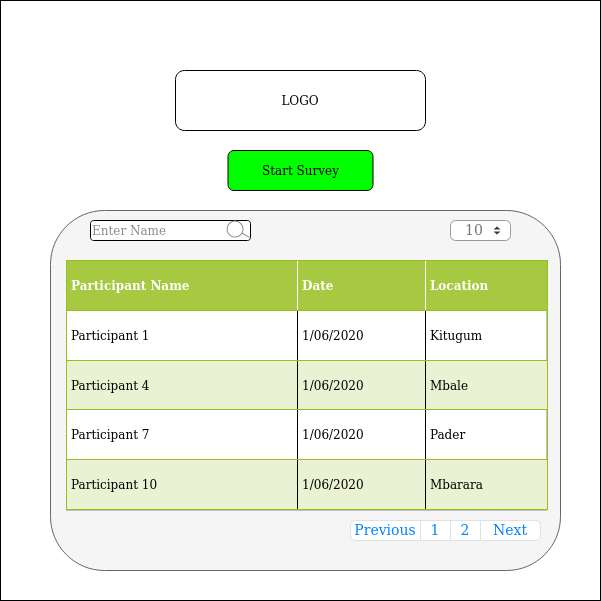 LOGO
Start Survey
Enter Name
10
Participant Name Date Location
Participant 1 1/06/2020 Kitugum
Participant 4 1/06/2020 Mbale
Participant 7 1/06/2020 Pader
Participant 10 1/06/2020 Mbarara
Previous 1 2 Next